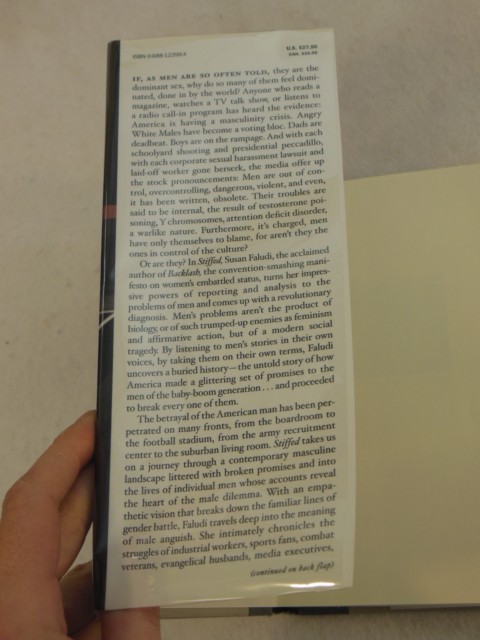 ISBN 0-688-12299-X
U.S. $27.50
IF, AS MEN ARE SO OFTEN TOLD, they are the
dominant sex, why do so many of them feel domi-
nated, done in by the world? Anyone who reads a
magazine, watches a TV talk show, or listens to
a radio call-in program has heard the evidence:
America is having a masculinity crisis. Angry
White Males have become a voting bloc. Dads are
deadbeat. Boys are on the rampage. And with each
schoolyard shooting and presidential peccadillo,
with each corporate sexual harassment lawsuit and
laid-off worker gone berserk, the media offer up
the stock pronouncements: Men are out of con-
trol, overcontrolling, dangerous, violent, and even,
it has been written, obsolete. Their troubles are
said to be internal, the result of testosterone poi-
soning, Y chromosomes, attention deficit disorder,
a warlike nature. Furthermore, it's charged, men
have only themselves to blame, for aren't they the
ones in control of the culture?
Or are they? In Stiffed, Susan Faludi, the acclaimed
author of Backlash, the convention-smashing mani-
festo on women's embattled status, turns her impres-
sive powers of reporting and analysis to the
problems of men and comes up with a revolutionary
diagnosis. Men's problems aren't the product of
biology, or of such trumped-up enemies as feminism
and affirmative action, but of a modern social
tragedy. By listening to men's stories in their own
voices, by taking them on their own terms, Faludi
uncovers a buried history—the untold story of how
America made a glittering set of promises to the
men of the baby-boom generation . . . and proceeded
to break every one of them.
The betrayal of the American man has been per-
petrated on many fronts, from the boardroom to
the football stadium, from the army recruitment
center to the suburban living room. Stiffed takes us
on a journey through a contemporary masculine
landscape littered with broken promises and into
the lives of individual men whose accounts reveal
the heart of the male dilemma. With an empa-
thetic vision that breaks down the familiar lines of
gender battle, Faludi travels deep into the meaning
of male anguish. She intimately chronicles the
struggles of industrial workers, sports fans, combat
veterans, evangelical husbands, media executives,
(continued on back flap)